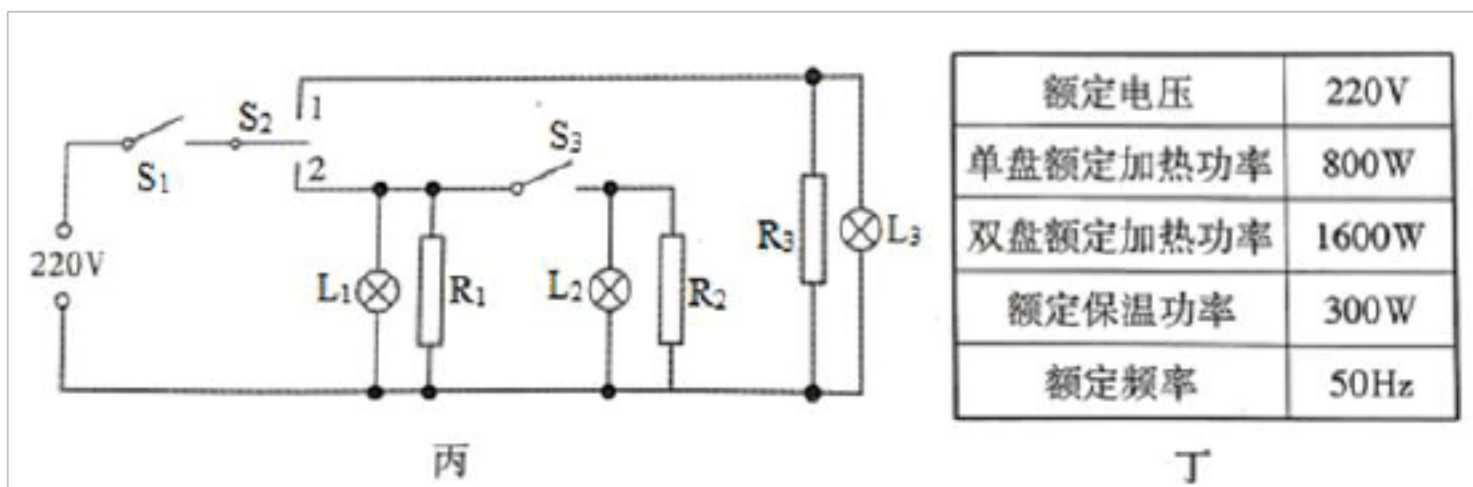 S₁
S₂
1
2
S₃
220V
L₁
R₁
L₂
R₂
R₃
L₃
丙
额定电压 220V
单盘额定加热功率 800W
双盘额定加热功率 1600W
额定保温功率 300W
额定频率 50Hz
丁